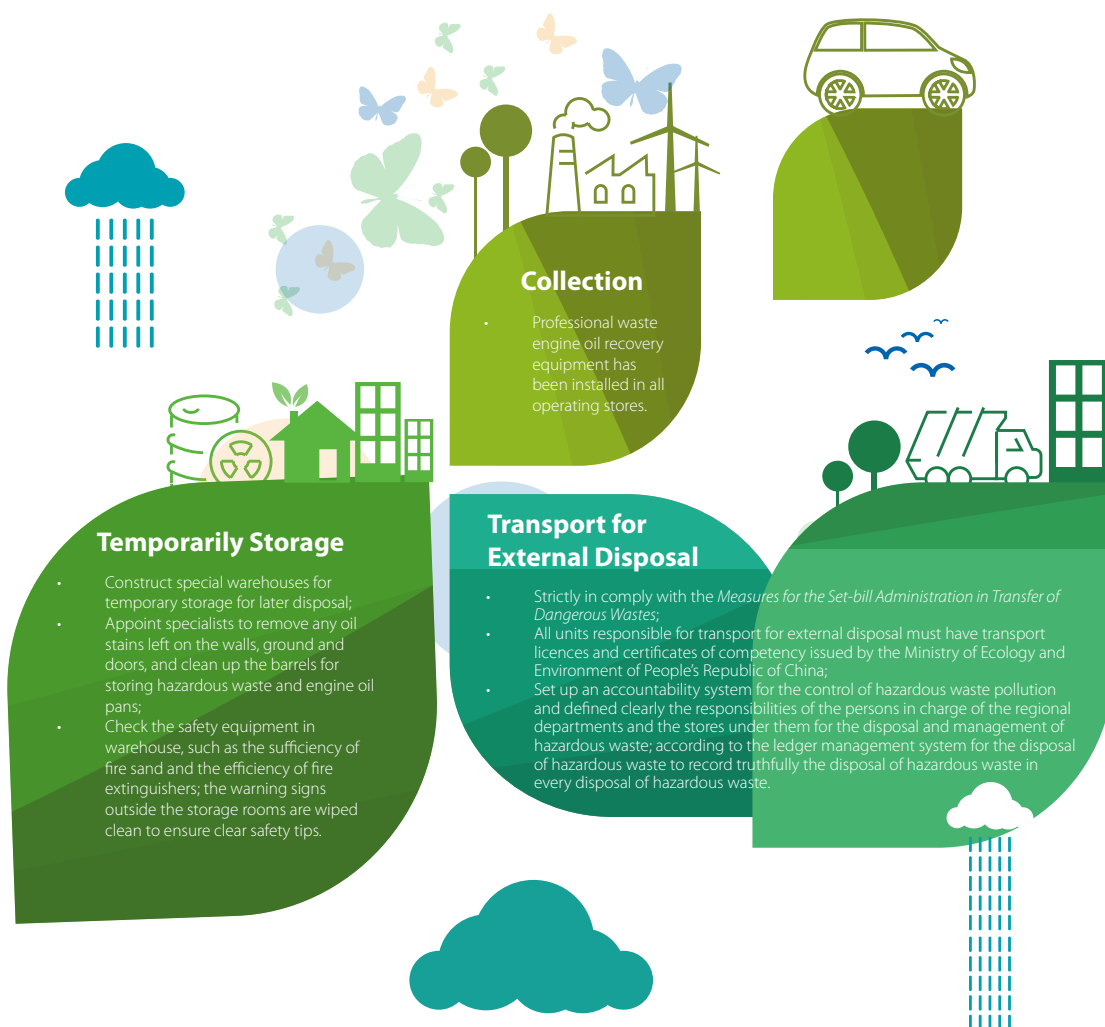 Collection
• Professional waste
engine oil recovery
equipment has
been installed in all
operating stores.
Temporarily Storage
• Construct special warehouses for
temporary storage for later disposal;
• Appoint specialists to remove any oil
stains left on the walls, ground and
doors, and clean up the barrels for
storing hazardous waste and engine oil
pans;
• Check the safety equipment in
warehouse, such as the sufficiency of
fire sand and the efficiency of fire
extinguishers; the warning signs
outside the storage rooms are wiped
clean to ensure clear safety tips.
Transport for
External Disposal
• Strictly in comply with the Measures for the Set-bill Administration in Transfer of
Dangerous Wastes;
• All units responsible for transport for external disposal must have transport
licences and certificates of competency issued by the Ministry of Ecology and
Environment of People's Republic of China;
• Set up an accountability system for the control of hazardous waste pollution
and defined clearly the responsibilities of the persons in charge of the regional
departments and the stores under them for the disposal and management of
hazardous waste; according to the ledger management system for the disposal
of hazardous waste to record truthfully the disposal of hazardous waste in
every disposal of hazardous waste.